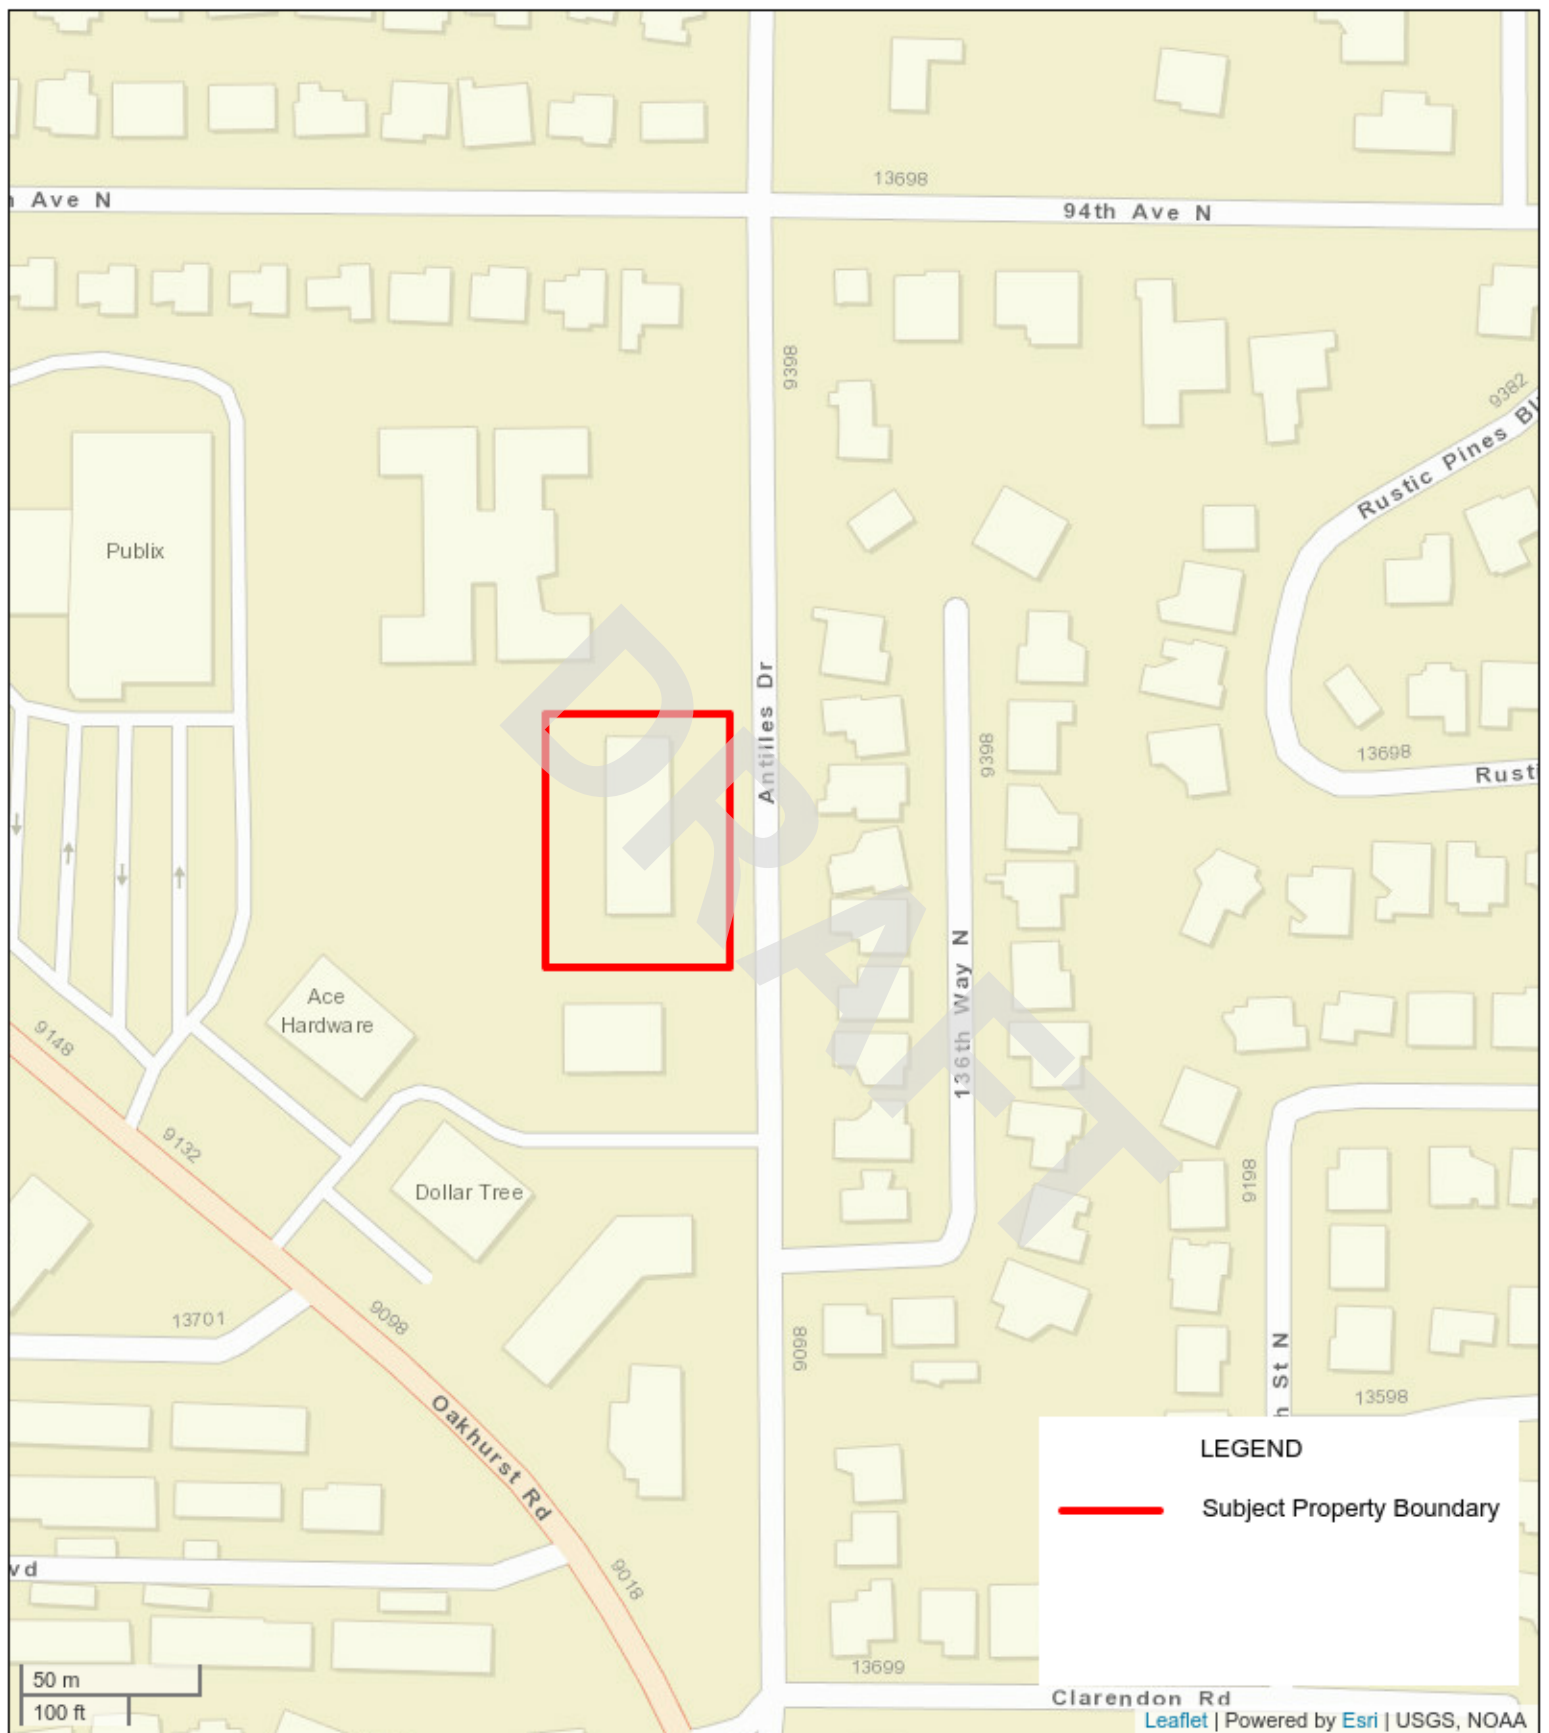 13698
Ave N
94th Ave N
9398
9382
Rustic Pines Bl
Publix
Antilles Dr
9398
13698
Rusti
DRAFT
136th Way N
Ace
Hardware
9148
9132
Dollar Tree
9198
13701
9098
9098
St N
13598
Oakhurst Rd
LEGEND
Subject Property Boundary
vd
9018
13699
50 m
100 ft
Clarendon Rd
Leaflet | Powered by Esri | USGS, NOAA